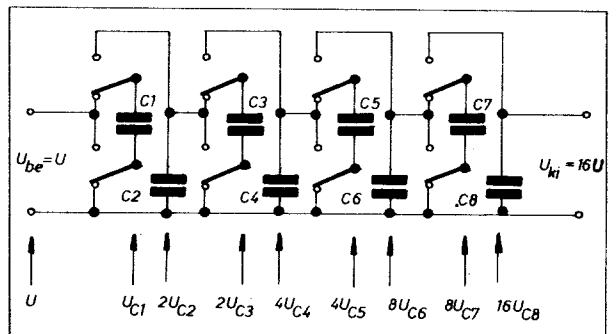 C1 C3 C5 C7
U_be=U U_ki=16U
C2 C4 C6 C8
U U_C1 2U_C2 2U_C3 4U_C4 4U_C5 8U_C6 8U_C7 16U_C8